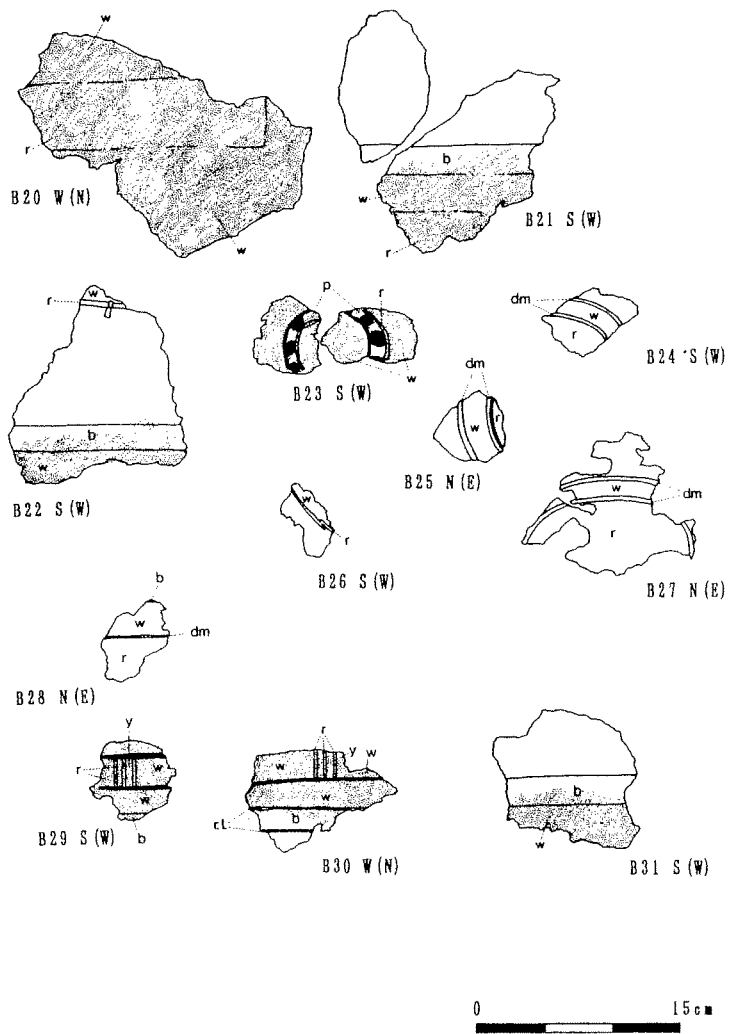 w
r
w
B20 W(N)
b
w
r
B21 S(W)
w
r
b
w
B22 S(W)
p
r
w
B23 S(W)
dm
w
r
B24 S(W)
dm
w
r
B25 N(E)
w
r
B26 S(W)
w
dm
r
B27 N(E)
b
w
dm
r
B28 N(E)
y
r
w
w
b
B29 S(W)
r
y
w
w
w
c.l.
b
B30 W(N)
b
w
B31 S(W)
0 15cm